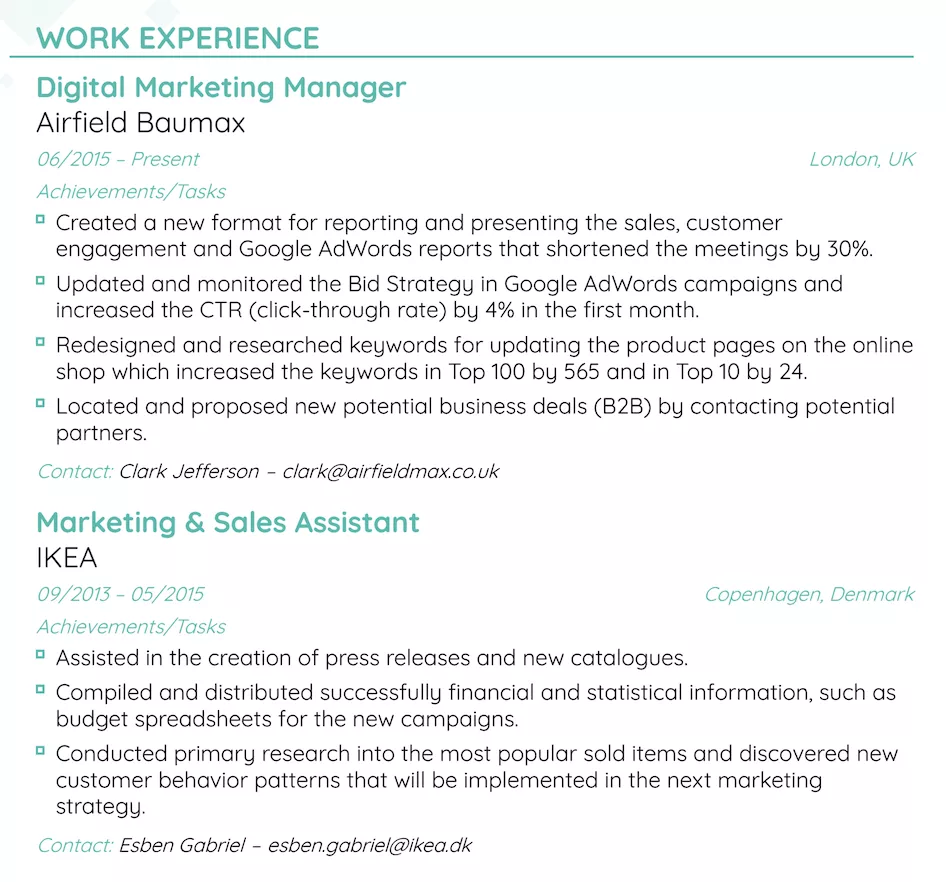 WORK EXPERIENCE
Digital Marketing Manager
Airfield Baumax
06/2015 – Present London, UK
Achievements/Tasks
Created a new format for reporting and presenting the sales, customer
engagement and Google AdWords reports that shortened the meetings by 30%.
Updated and monitored the Bid Strategy in Google AdWords campaigns and
increased the CTR (click-through rate) by 4% in the first month.
Redesigned and researched keywords for updating the product pages on the online
shop which increased the keywords in Top 100 by 565 and in Top 10 by 24.
Located and proposed new potential business deals (B2B) by contacting potential
partners.
Contact: Clark Jefferson – clark@airfieldmax.co.uk
Marketing & Sales Assistant
IKEA
09/2013 – 05/2015 Copenhagen, Denmark
Achievements/Tasks
Assisted in the creation of press releases and new catalogues.
Compiled and distributed successfully financial and statistical information, such as
budget spreadsheets for the new campaigns.
Conducted primary research into the most popular sold items and discovered new
customer behavior patterns that will be implemented in the next marketing
strategy.
Contact: Esben Gabriel – esben.gabriel@ikea.dk